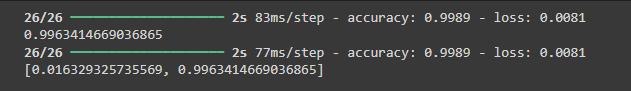 26/26 ━━━━━━━━━━━━━━━━━━━━ 2s 83ms/step - accuracy: 0.9989 - loss: 0.0081
0.9963414669036865
26/26 ━━━━━━━━━━━━━━━━━━━━ 2s 77ms/step - accuracy: 0.9989 - loss: 0.0081
[0.016329325735569, 0.9963414669036865]